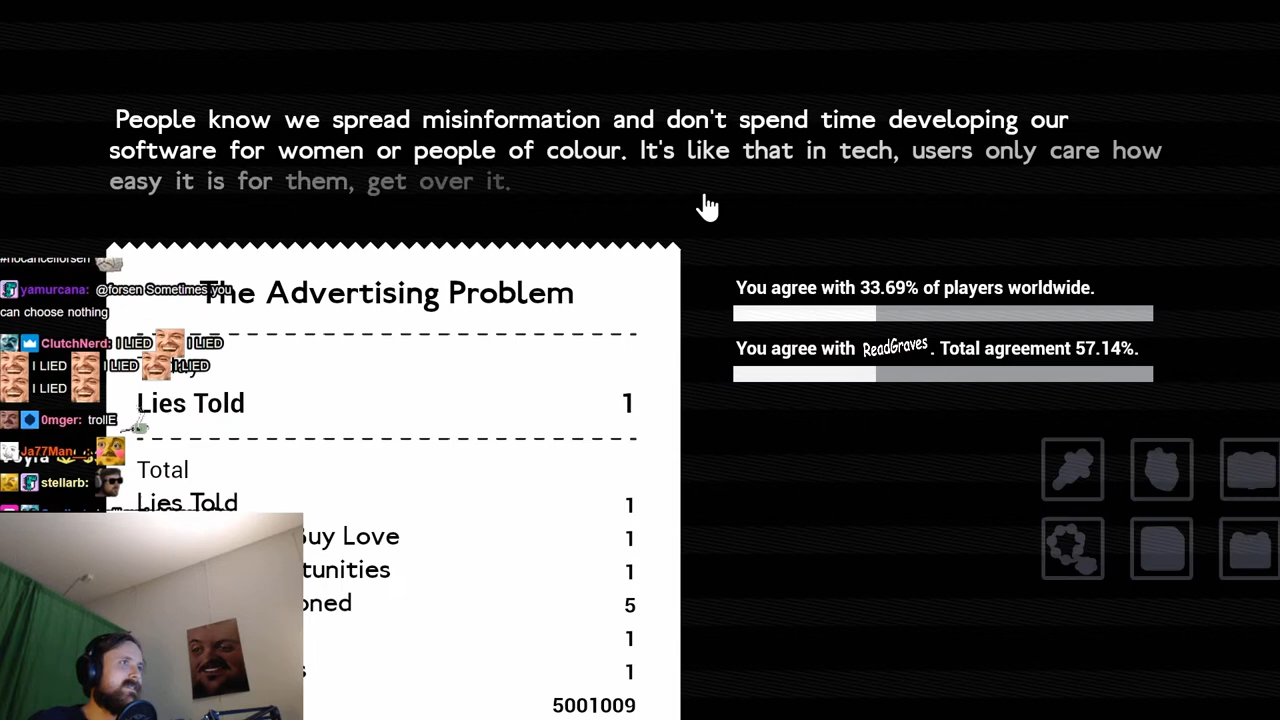 People know we spread misinformation and don't spend time developing our
software for women or people of colour. It's like that in tech, users only care how
easy it is for them, get over it.
The Advertising Problem
Lies Told 1
Total
Lies Told 1
Buy Love 1
5
1
1
5001009
You agree with 33.69% of players worldwide.
You agree with ReadGraves. Total agreement 57.14%.
#nocancelforsen
yamurcana: @forsen Sometimes you
can choose nothing
ClutchNerd: I LIED I LIED
I LIED I LIED I LIED
I LIED
0mger: trollE
Ja77Man__:
stellarb: